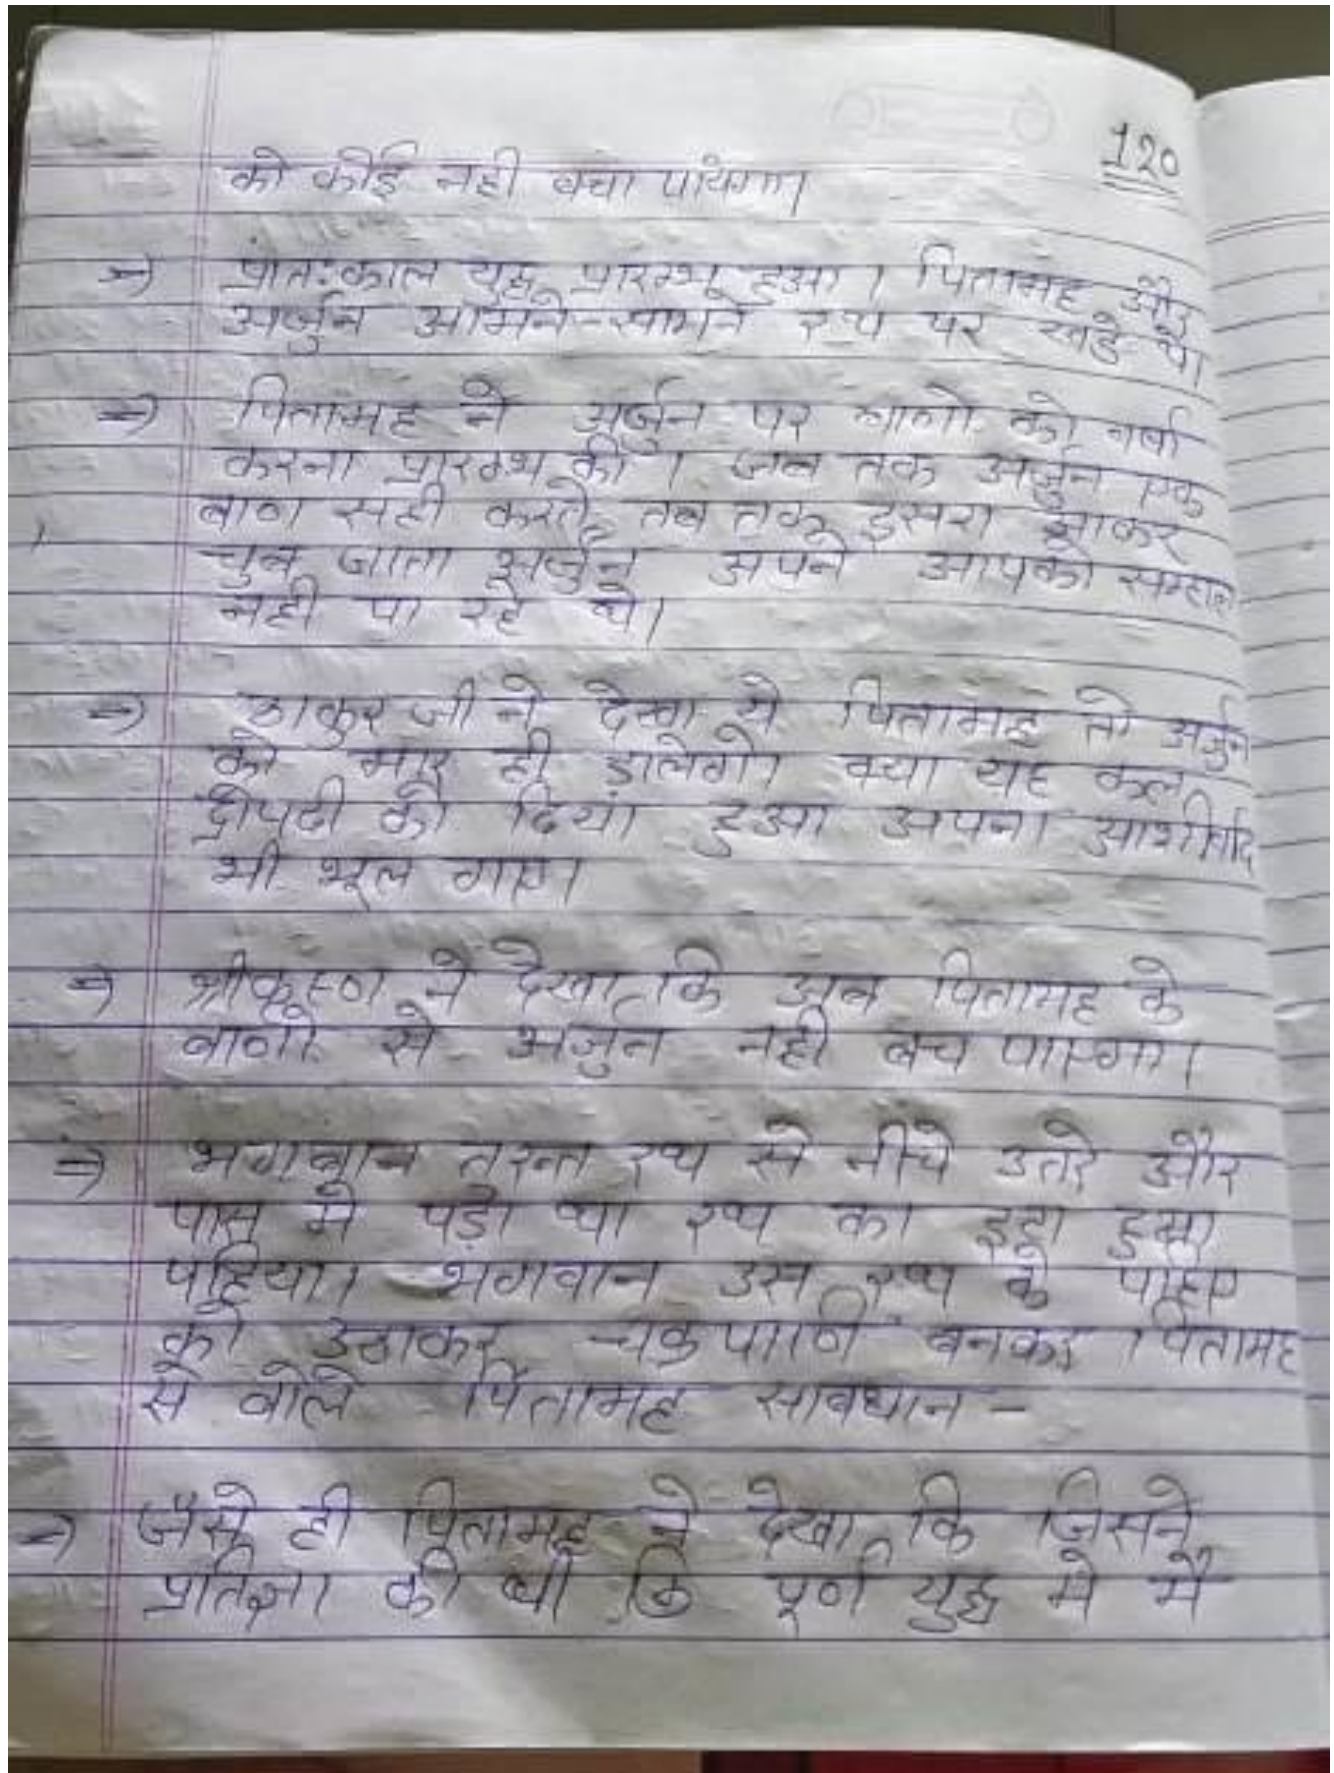 120
को कोई नही बचा पांयगा।
=> प्रात:काल युद्ध प्रारम्भ हुआ। पितामह और
अर्जुन आमने-सामने रथ पर खडे थे।
=> पितामह ने अर्जुन पर बाणो की वर्षा
करना प्रारम्भ की। जब तक अर्जुन एक
बाण सही करते, तब तक दुसरा आकर
चुब जाता अर्जुन अपने आपको सम्हाल
नही पा रहे थे।
=> ठाकुर जी ने देखा ये पितामह तो अर्जुन
को मार ही डालेगे। क्या यह कल
द्रोपदी को दिया हुआ अपना आशीर्वाद
भी भूल गाए।
=> श्रीकृष्ण ने देखा कि अब पितामह के
बाणो से अर्जुन नही बच पाएगा।
=> भगवान तुरन्त रथ से नीचे उतरे और
पास मे पड़ा था रथ का टुटा हुआ
पहिया। भगवान उस रथ के पहिए
को उठाकर चक्रपाणि बनकर पितामह
से बोले पितामह सावधान -
=> जैसे ही पितामह ने देखा कि जिसने
प्रतिज्ञा की थी कि पूर्ण युद्ध मे मै